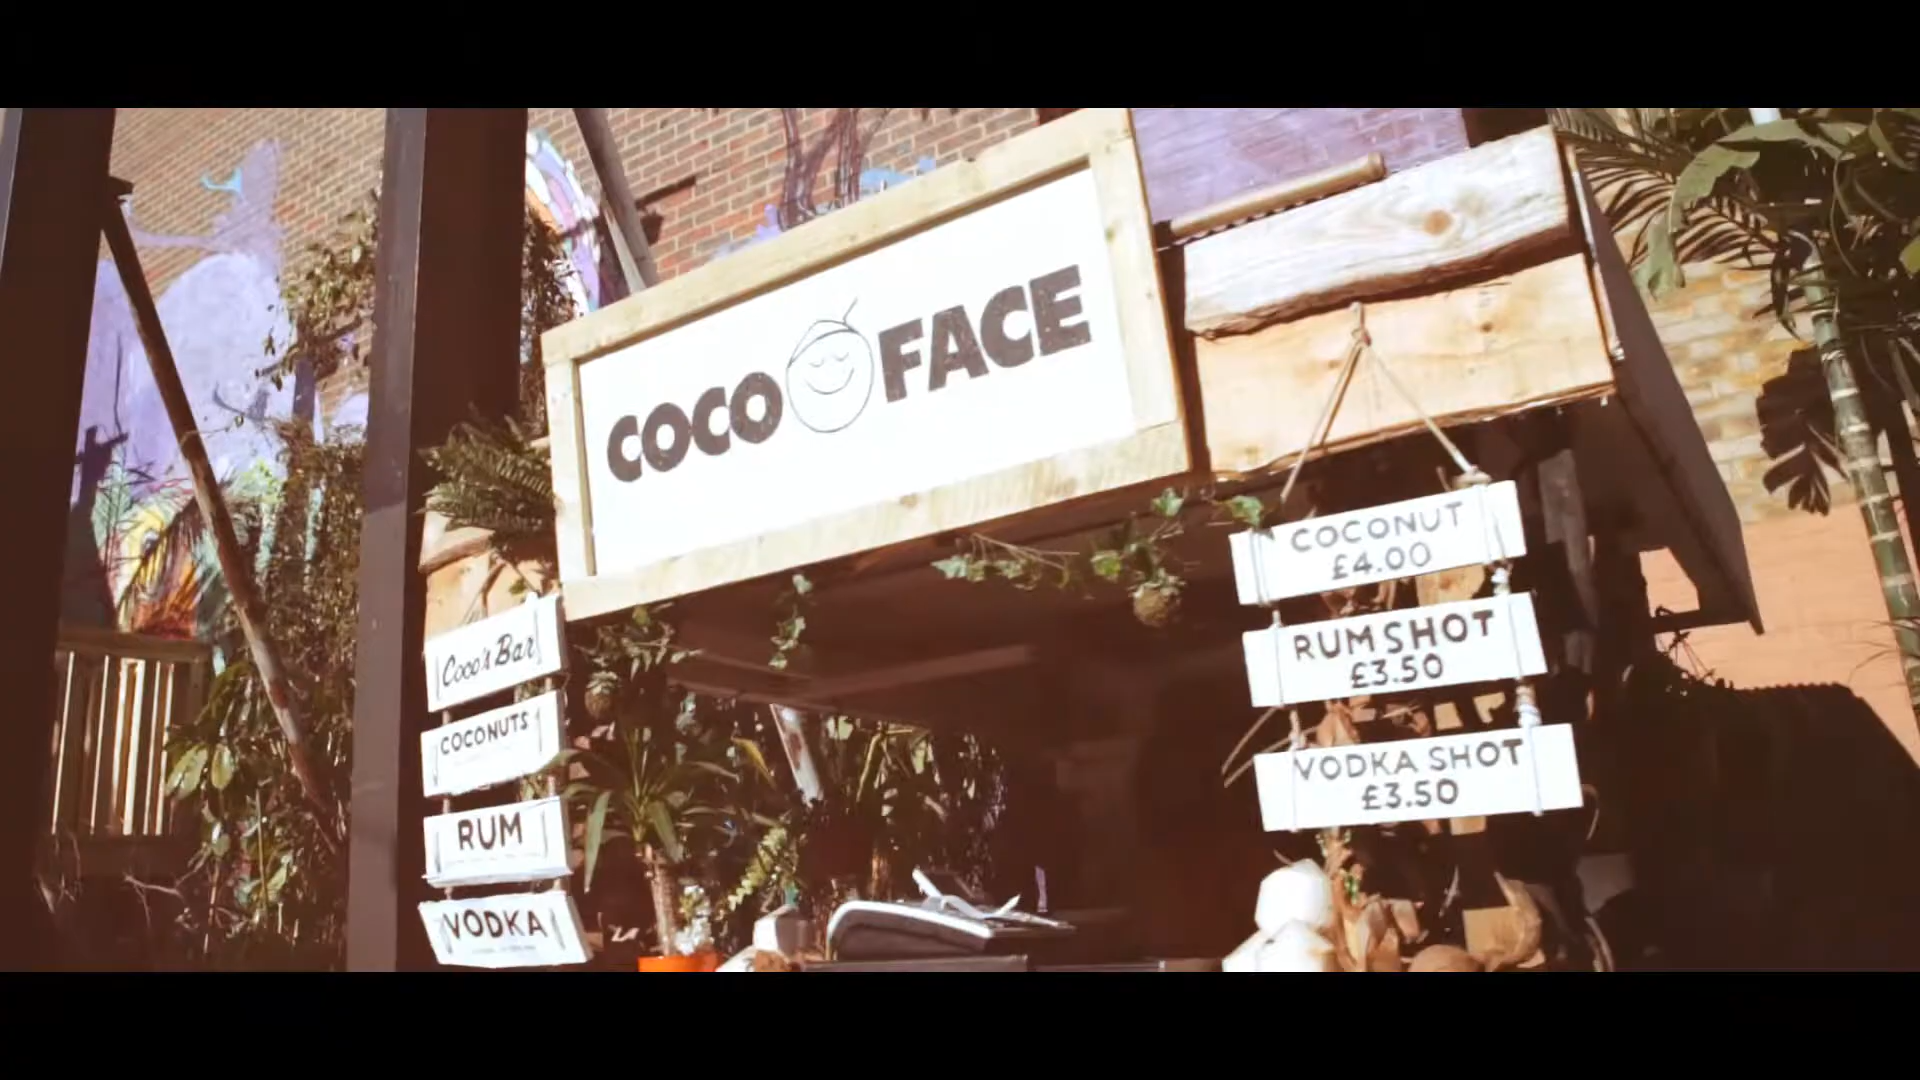 COCO FACE
Coco's Bar
COCONUTS
RUM
VODKA
COCONUT
£4.00
RUM SHOT
£3.50
VODKA SHOT
£3.50